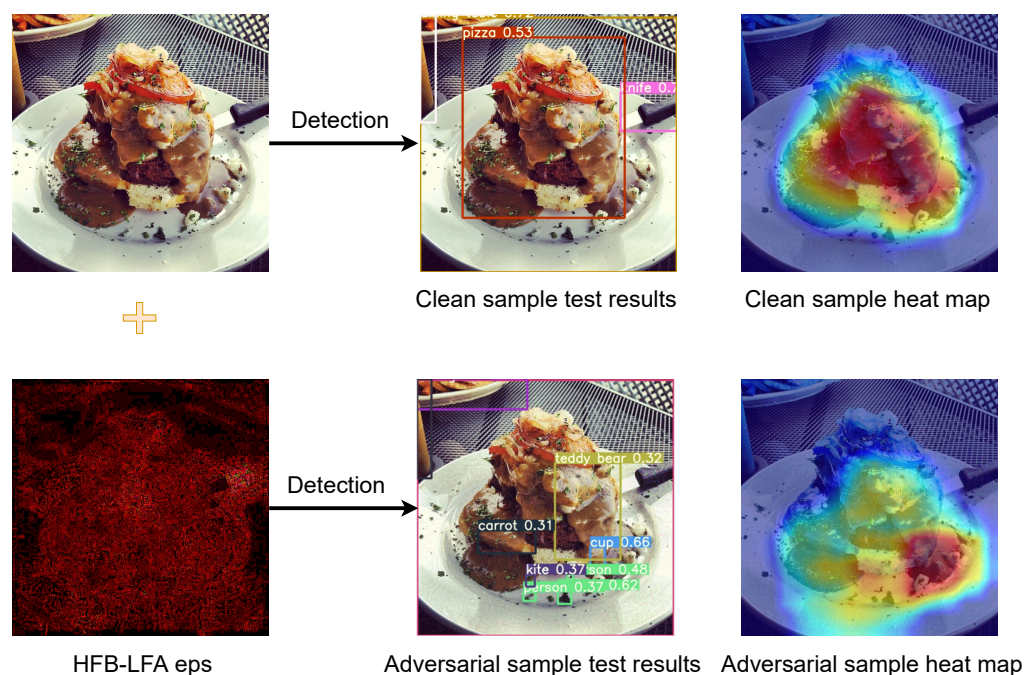 pizza 0.53
knife 0.7
Detection
Clean sample test results
Clean sample heat map
teddy bear 0.32
carrot 0.31
cup 0.66
kite 0.37 son 0.48
person 0.37 0.62
Detection
HFB-LFA eps
Adversarial sample test results
Adversarial sample heat map